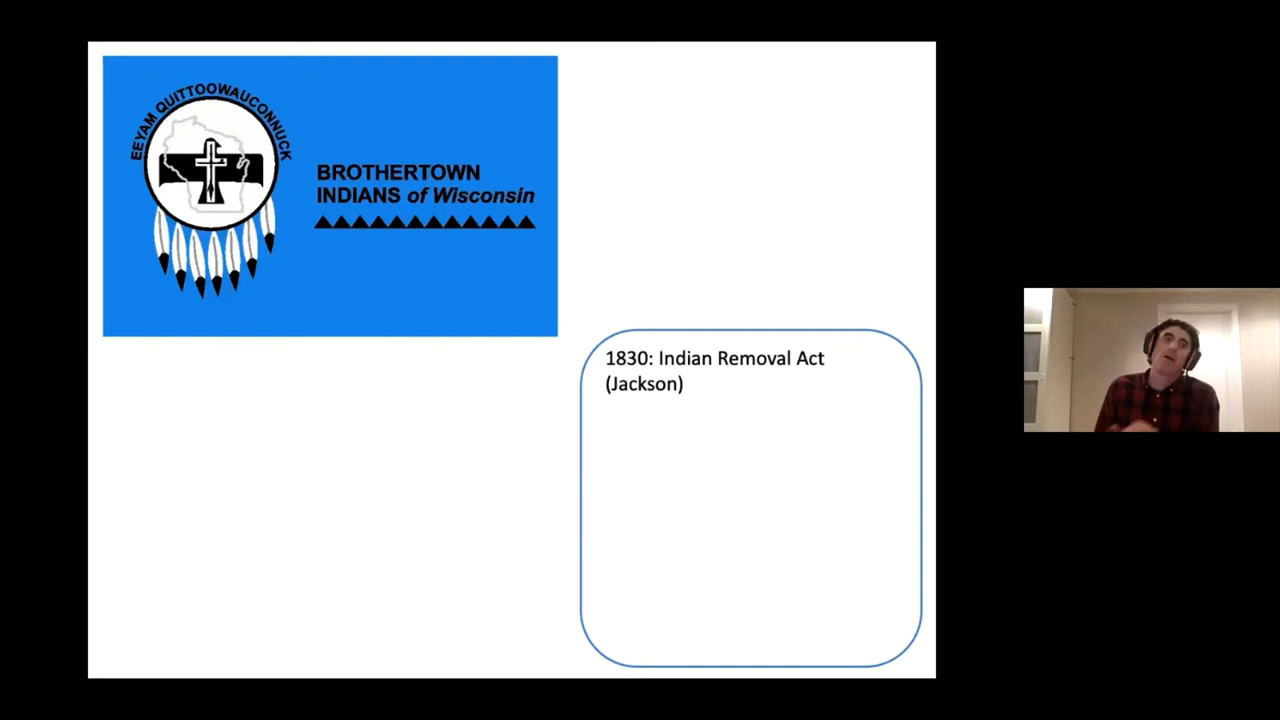 EEYAM QUITTOOWAUCONNUCK
BROTHERTOWN
INDIANS of Wisconsin
1830: Indian Removal Act
(Jackson)